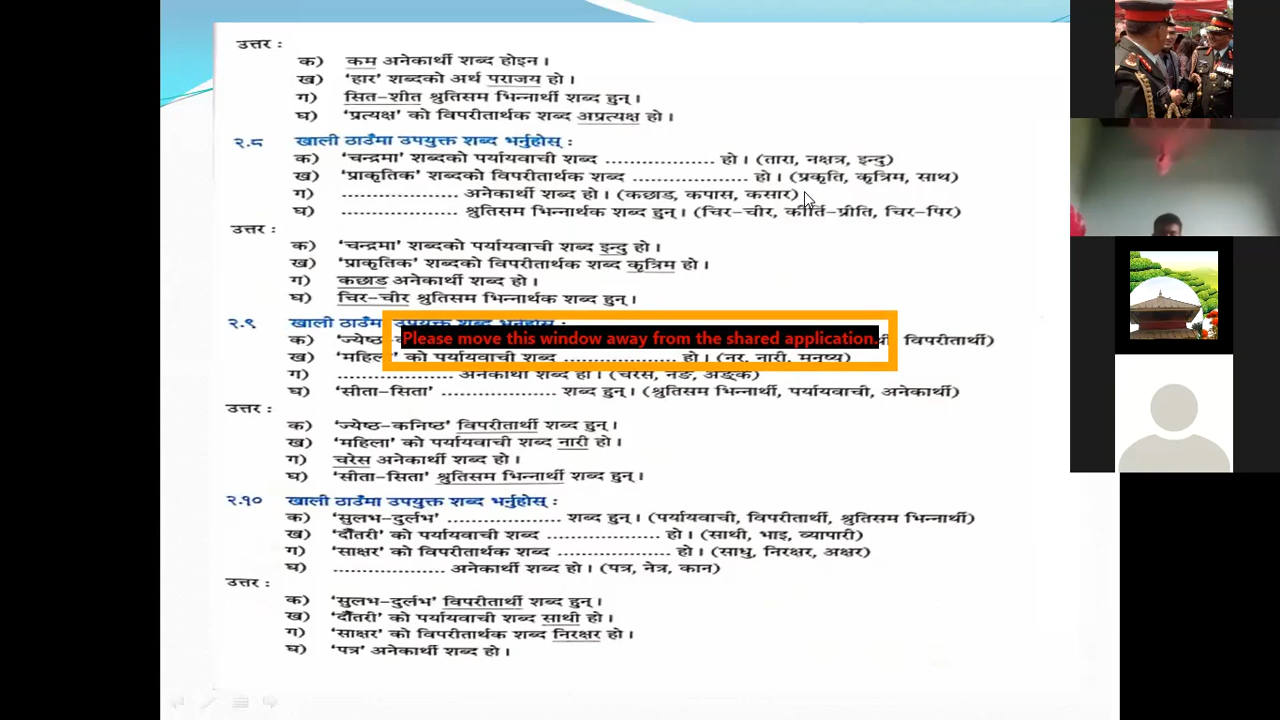 उत्तर :
क) कम अनेकार्थी शब्द होइन ।
ख) ‘हार’ शब्दको अर्थ पराजय हो ।
ग) सित-शीत श्रुतिसम भिन्नार्थी शब्द हुन् ।
घ) ‘प्रत्यक्ष’ को विपरीतार्थक शब्द अप्रत्यक्ष हो ।
२.८ खाली ठाउँमा उपयुक्त शब्द भर्नुहोस् :
क) ‘चन्द्रमा’ शब्दको पर्यायवाची शब्द .................. हो । (तारा, नक्षत्र, इन्दु)
ख) ‘प्राकृतिक’ शब्दको विपरीतार्थक शब्द .................... हो । (प्रकृति, कृत्रिम, साथ)
ग) .................... अनेकार्थी शब्द हो । (कछाड, कपास, कसार)
घ) .................... श्रुतिसम भिन्नार्थक शब्द हुन् । (चिर-चीर, कीर्ति-प्रीति, चिर-पिर)
उत्तर :
क) ‘चन्द्रमा’ शब्दको पर्यायवाची शब्द इन्दु हो ।
ख) ‘प्राकृतिक’ शब्दको विपरीतार्थक शब्द कृत्रिम हो ।
ग) कछाड अनेकार्थी शब्द हो ।
घ) चिर-चीर श्रुतिसम भिन्नार्थक शब्द हुन् ।
२.९ खाली ठाउँमा उपयुक्त शब्द भर्नुहोस् :
Please move this window away from the shared application.
क) ‘ज्येष्ठ- विपरीतार्थी)
ख) ‘महिला’ को पर्यायवाची शब्द .................... हो । (नर, नारी, मनुष्य)
ग) .................... अनेकार्थी शब्द हो । (चरेस, नङ, अङ्क)
घ) ‘सीता-सिता’ .................... शब्द हुन् । (श्रुतिसम भिन्नार्थी, पर्यायवाची, अनेकार्थी)
उत्तर :
क) ‘ज्येष्ठ-कनिष्ठ’ विपरीतार्थी शब्द हुन् ।
ख) ‘महिला’ को पर्यायवाची शब्द नारी हो ।
ग) चरेस अनेकार्थी शब्द हो ।
घ) ‘सीता-सिता’ श्रुतिसम भिन्नार्थी शब्द हुन् ।
२.१० खाली ठाउँमा उपयुक्त शब्द भर्नुहोस् :
क) ‘सुलभ-दुर्लभ’ .................... शब्द हुन् । (पर्यायवाची, विपरीतार्थी, श्रुतिसम भिन्नार्थी)
ख) ‘दौँतरी’ को पर्यायवाची शब्द .................... हो । (साथी, भाइ, व्यापारी)
ग) ‘साक्षर’ को विपरीतार्थक शब्द .................... हो । (साधु, निरक्षर, अक्षर)
घ) .................... अनेकार्थी शब्द हो । (पत्र, नेत्र, कान)
उत्तर :
क) ‘सुलभ-दुर्लभ’ विपरीतार्थी शब्द हुन् ।
ख) ‘दौँतरी’ को पर्यायवाची शब्द साथी हो ।
ग) ‘साक्षर’ को विपरीतार्थक शब्द निरक्षर हो ।
घ) ‘पत्र’ अनेकार्थी शब्द हो ।